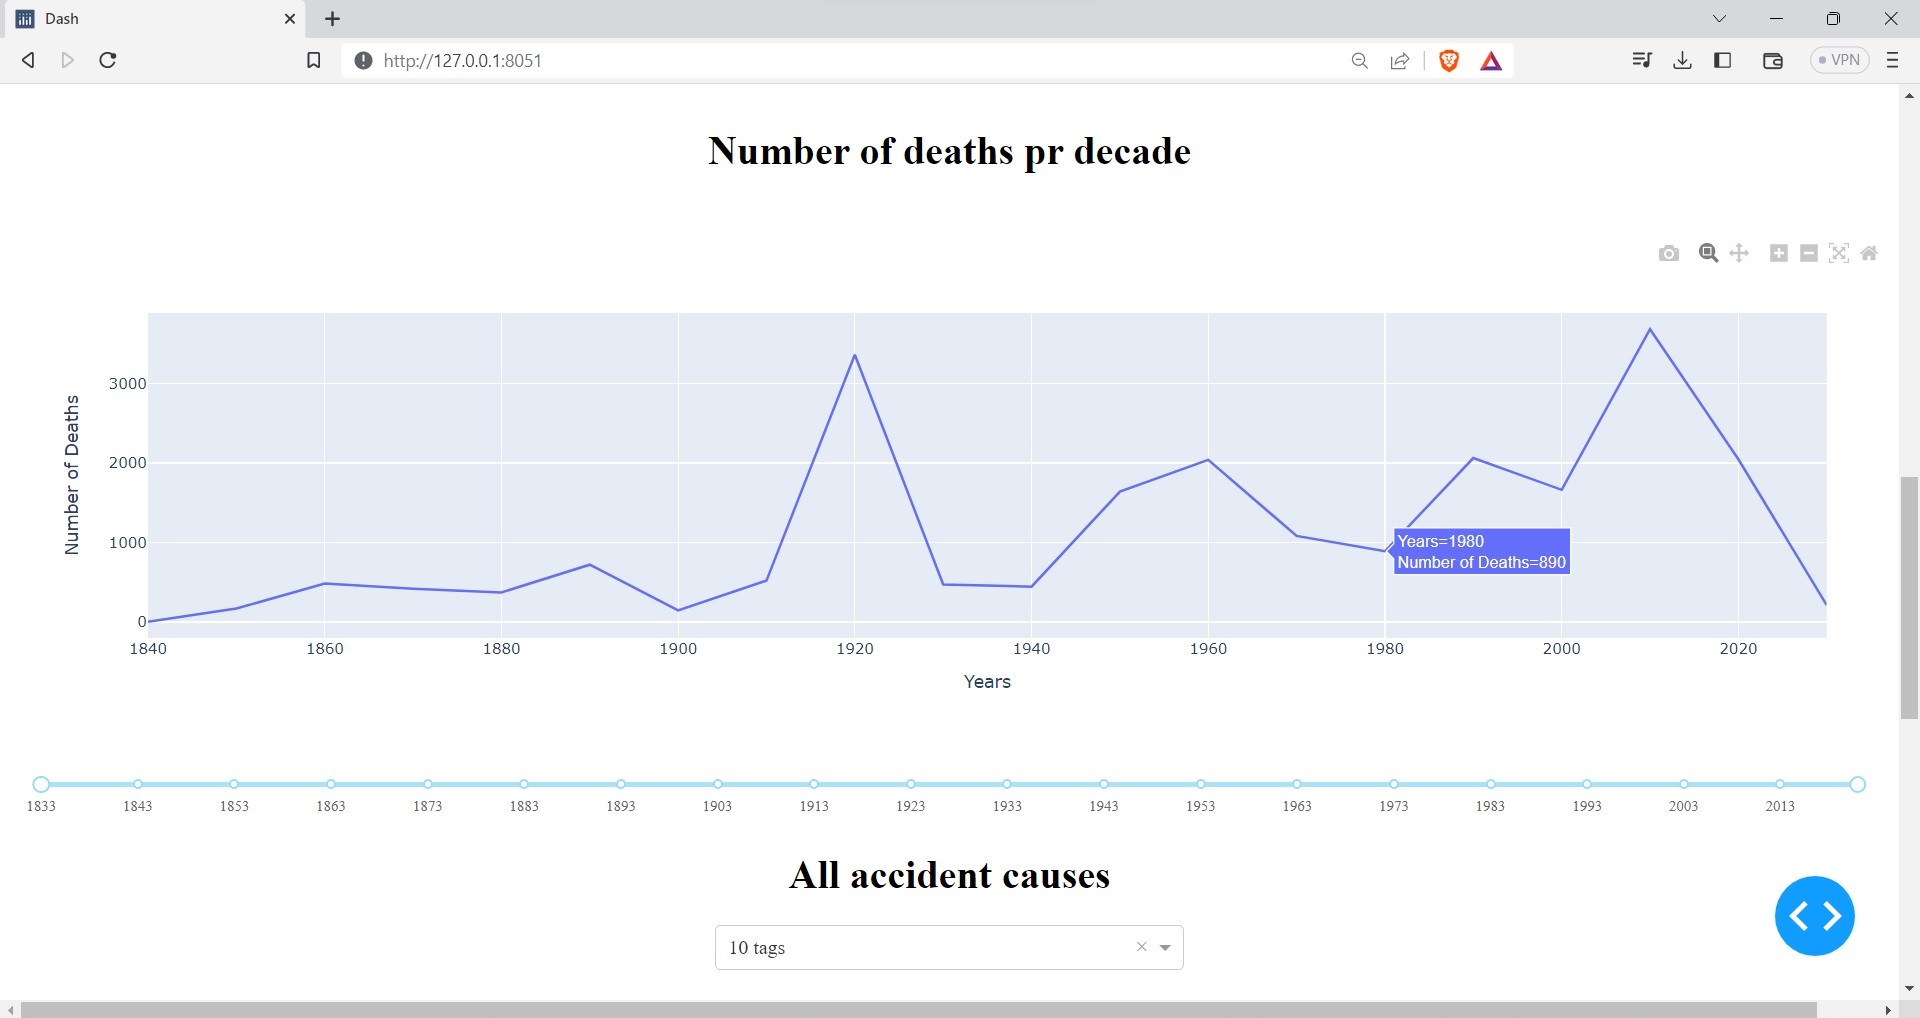 Dash
http://127.0.0.1:8051
VPN
Number of deaths pr decade
Number of Deaths
3000
2000
1000
0
Years=1980
Number of Deaths=890
1840 1860 1880 1900 1920 1940 1960 1980 2000 2020
Years
1833 1843 1853 1863 1873 1883 1893 1903 1913 1923 1933 1943 1953 1963 1973 1983 1993 2003 2013
All accident causes
10 tags